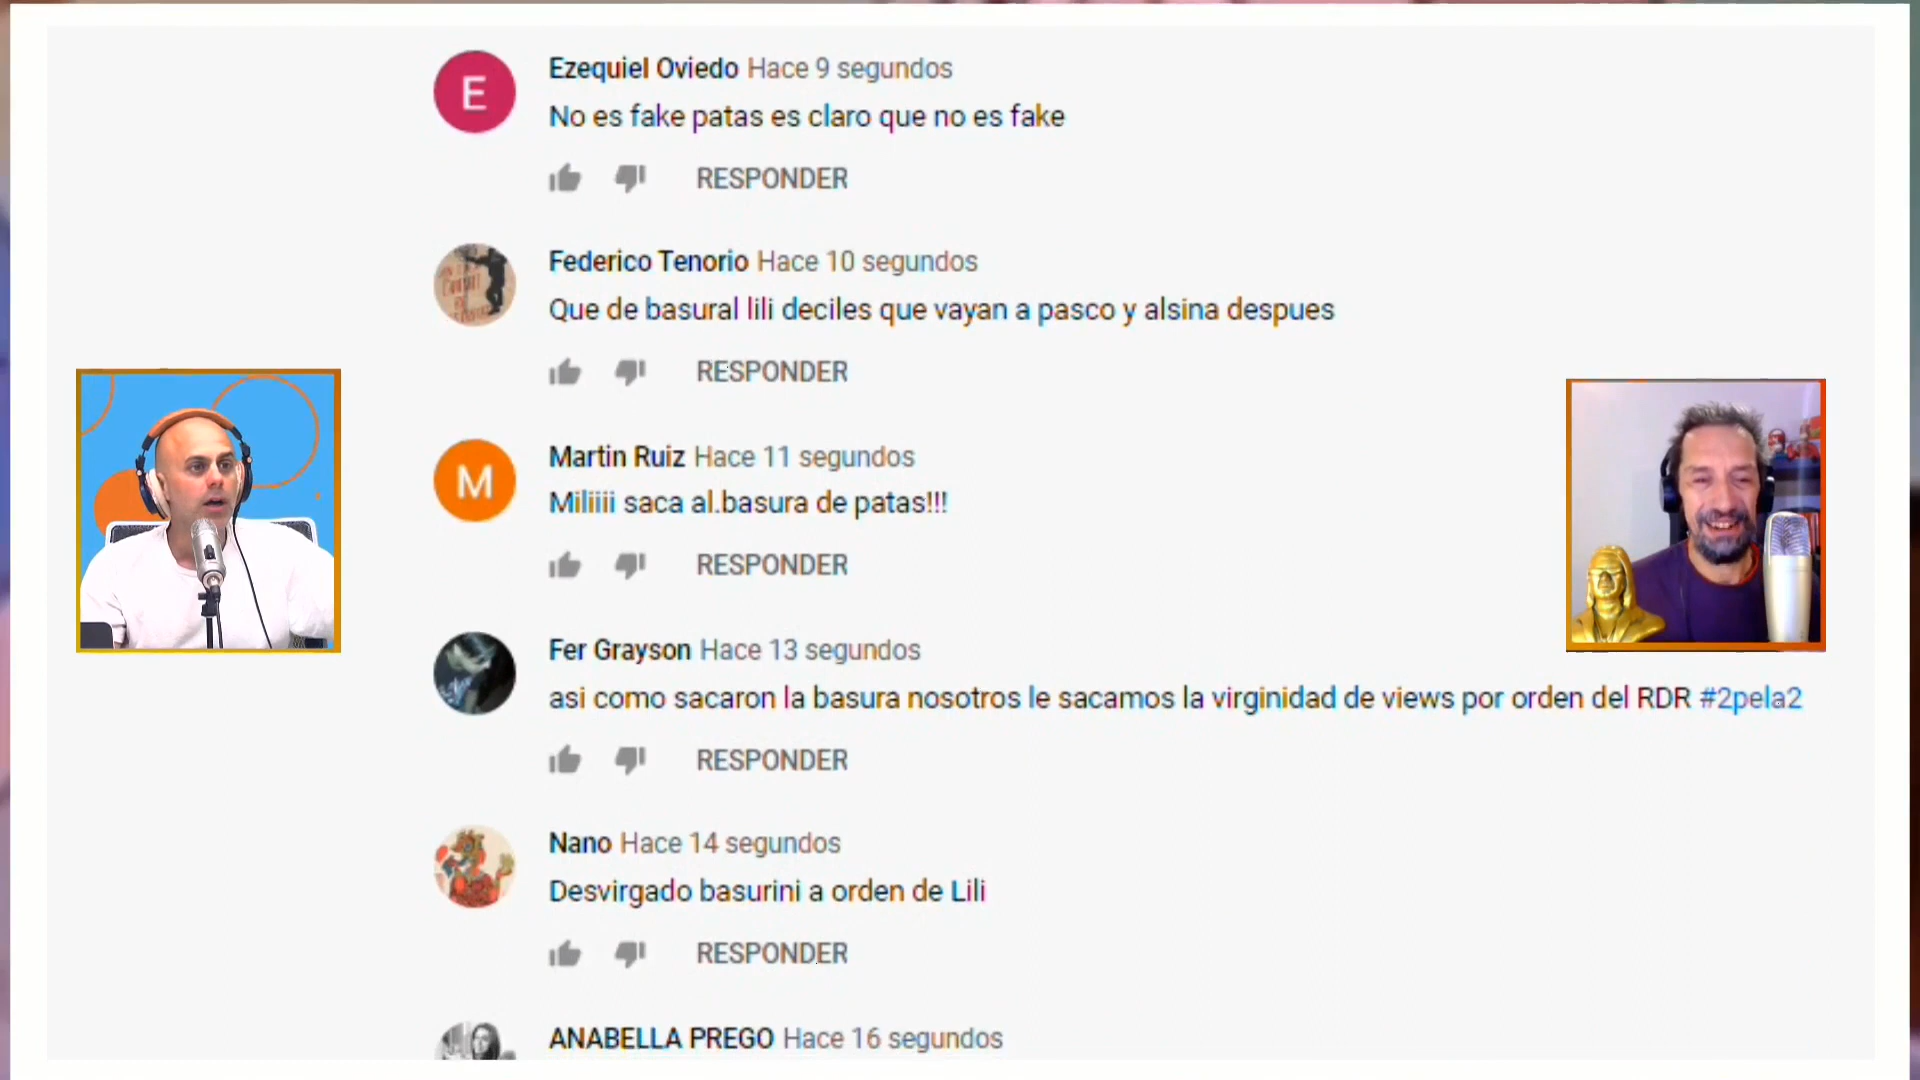 E
Ezequiel Oviedo Hace 9 segundos
No es fake patas es claro que no es fake
RESPONDER
Federico Tenorio Hace 10 segundos
Que de basural lili deciles que vayan a pasco y alsina despues
RESPONDER
M
Martin Ruiz Hace 11 segundos
Miliiii saca al.basura de patas!!!
RESPONDER
Fer Grayson Hace 13 segundos
asi como sacaron la basura nosotros le sacamos la virginidad de views por orden del RDR #2pela2
RESPONDER
Nano Hace 14 segundos
Desvirgado basurini a orden de Lili
RESPONDER
ANABELLA PREGO Hace 16 segundos